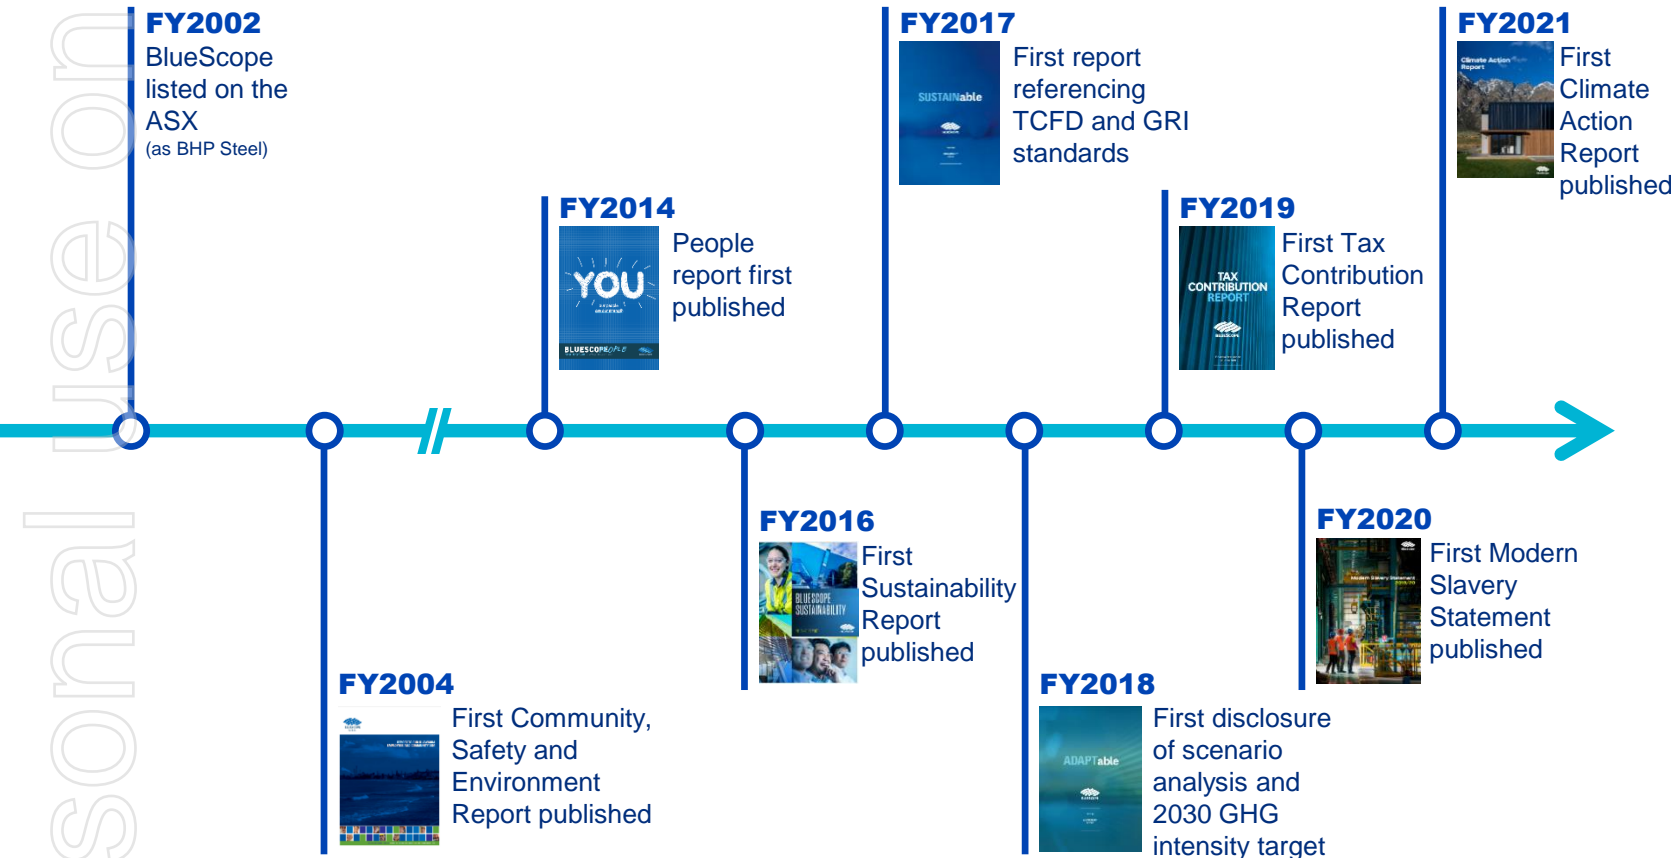 FY2002
BlueScope
listed on the
ASX
(as BHP Steel)
FY2004
First Community,
Safety and
Environment
Report published
FY2014
YOU
BLUESCOPE
People
report first
published
FY2016
BLUESCOPE
SUSTAINABILITY
First
Sustainability
Report
published
FY2017
SUSTAINable
First report
referencing
TCFD and GRI
standards
FY2018
ADAPTable
First disclosure
of scenario
analysis and
2030 GHG
intensity target
FY2019
TAX
CONTRIBUTION
REPORT
BLUESCOPE
First Tax
Contribution
Report
published
FY2020
Modern Slavery Statement
First Modern
Slavery
Statement
published
FY2021
Climate Action
Report
First
Climate
Action
Report
published
sonal use on